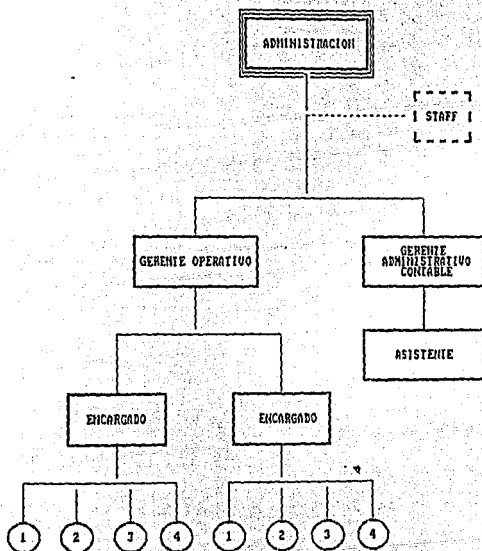 ADMINISTRACION
STAFF
GERENTE OPERATIVO
GERENTE
ADMINISTRATIVO
CONTABLE
ASISTENTE
ENCARGADO
ENCARGADO
1 2 3 4 1 2 3 4